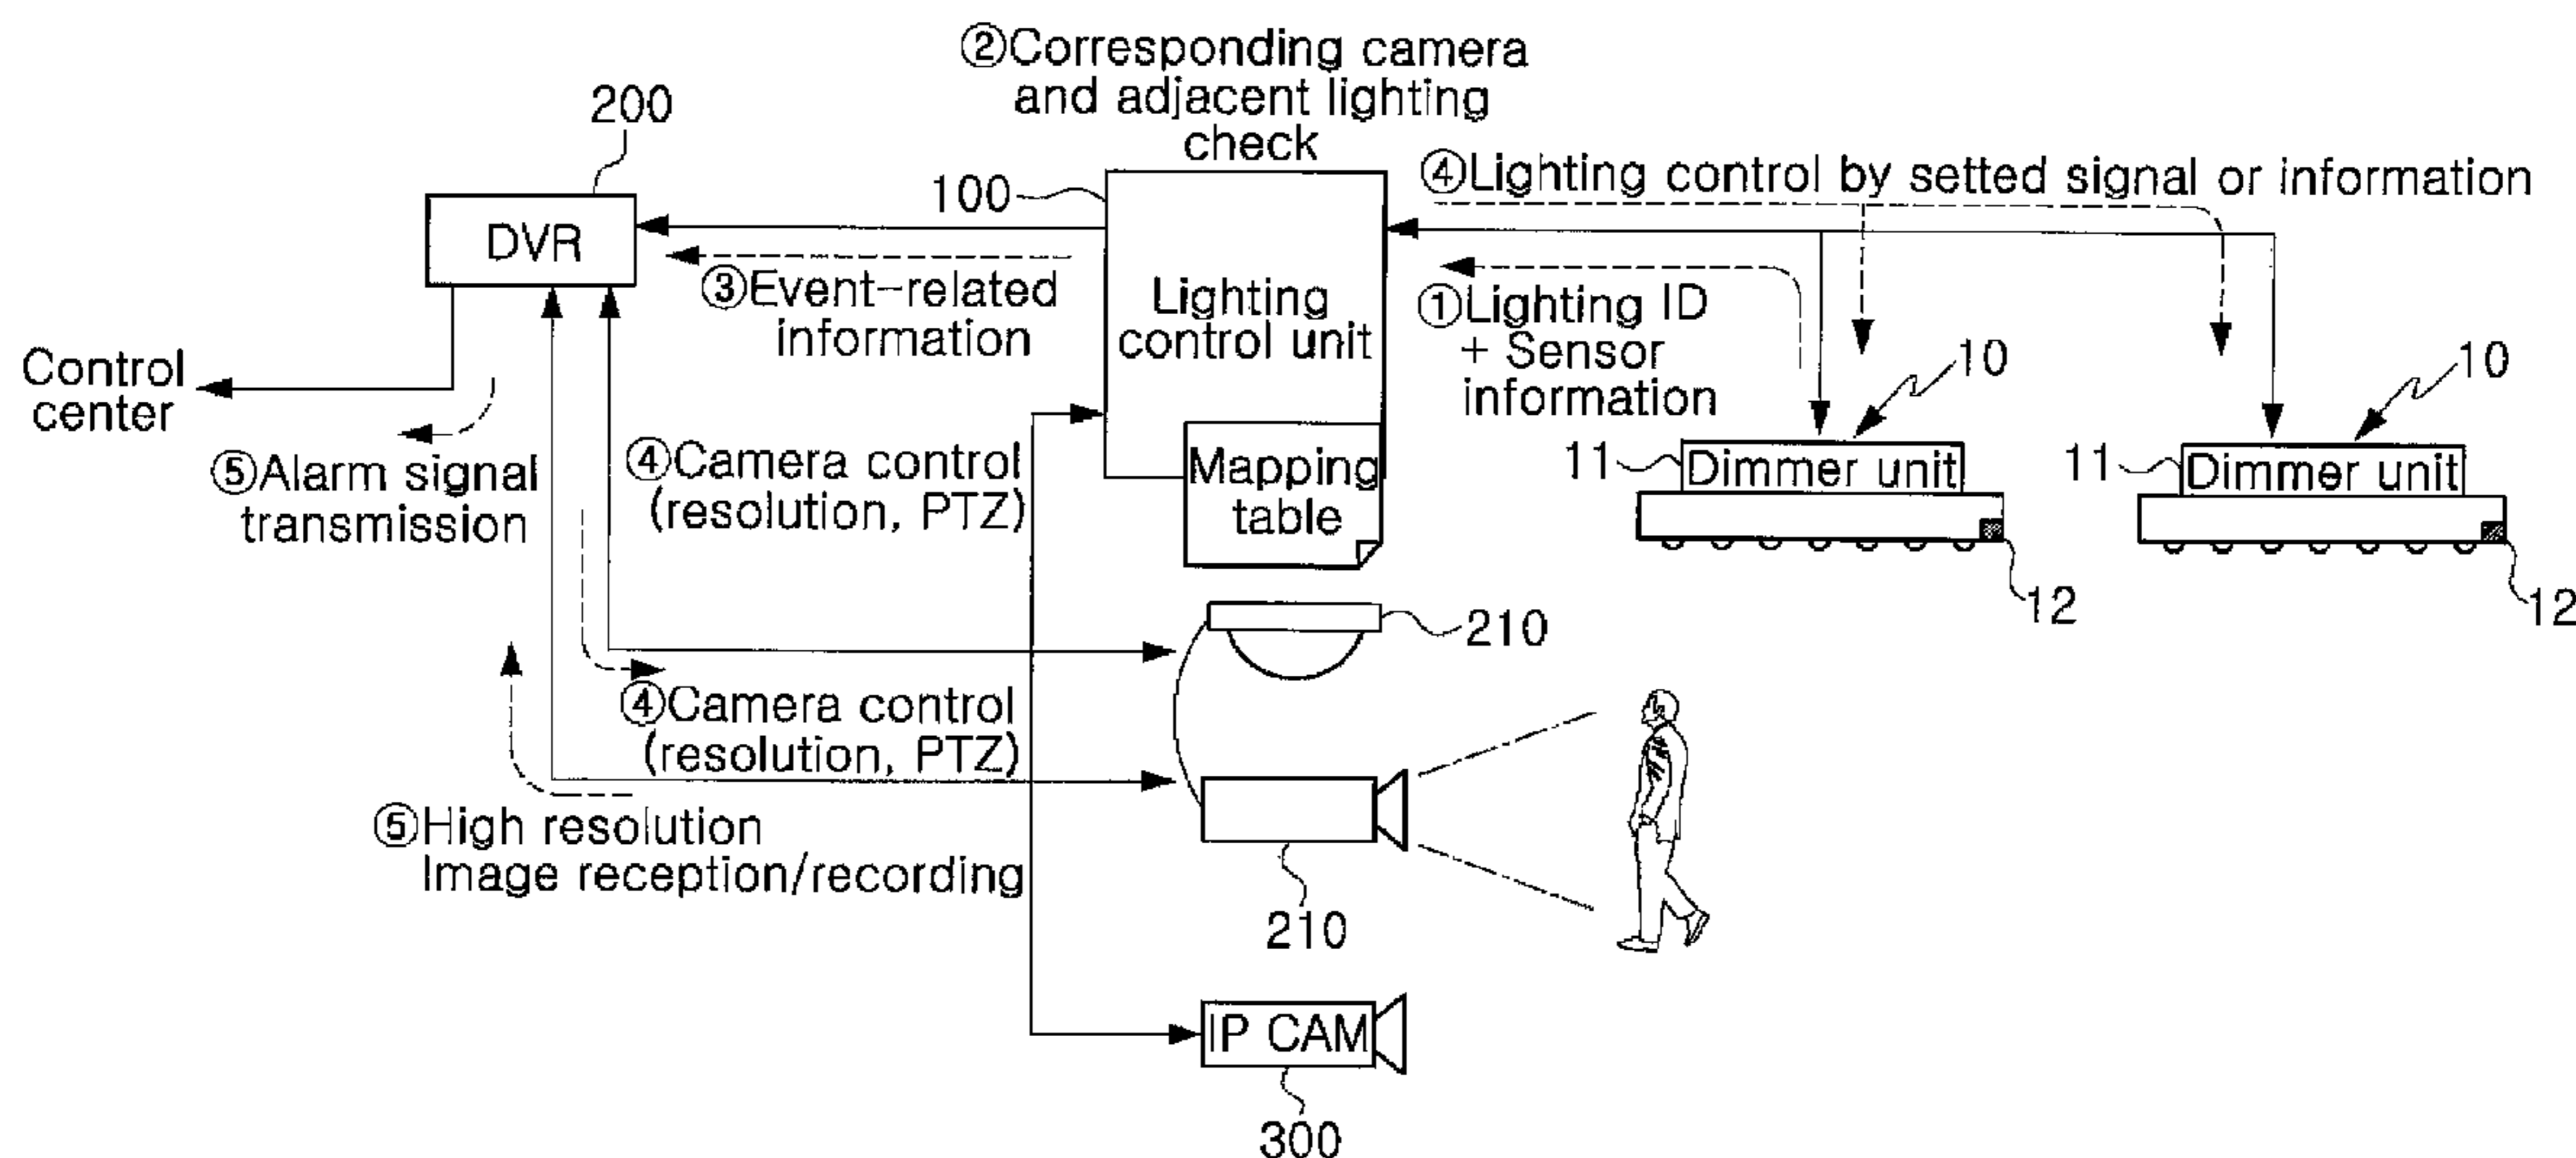 ②Corresponding camera
and adjacent lighting
check
200
100
④Lighting control by setted signal or information
DVR
③Event-related
information
Lighting
control unit
①Lighting ID
+ Sensor
information
10
10
Control
center
⑤Alarm signal
transmission
④Camera control
(resolution, PTZ)
Mapping
table
11
Dimmer unit
11
Dimmer unit
12
12
210
④Camera control
(resolution, PTZ)
⑤High resolution
Image reception/recording
210
IP CAM
300